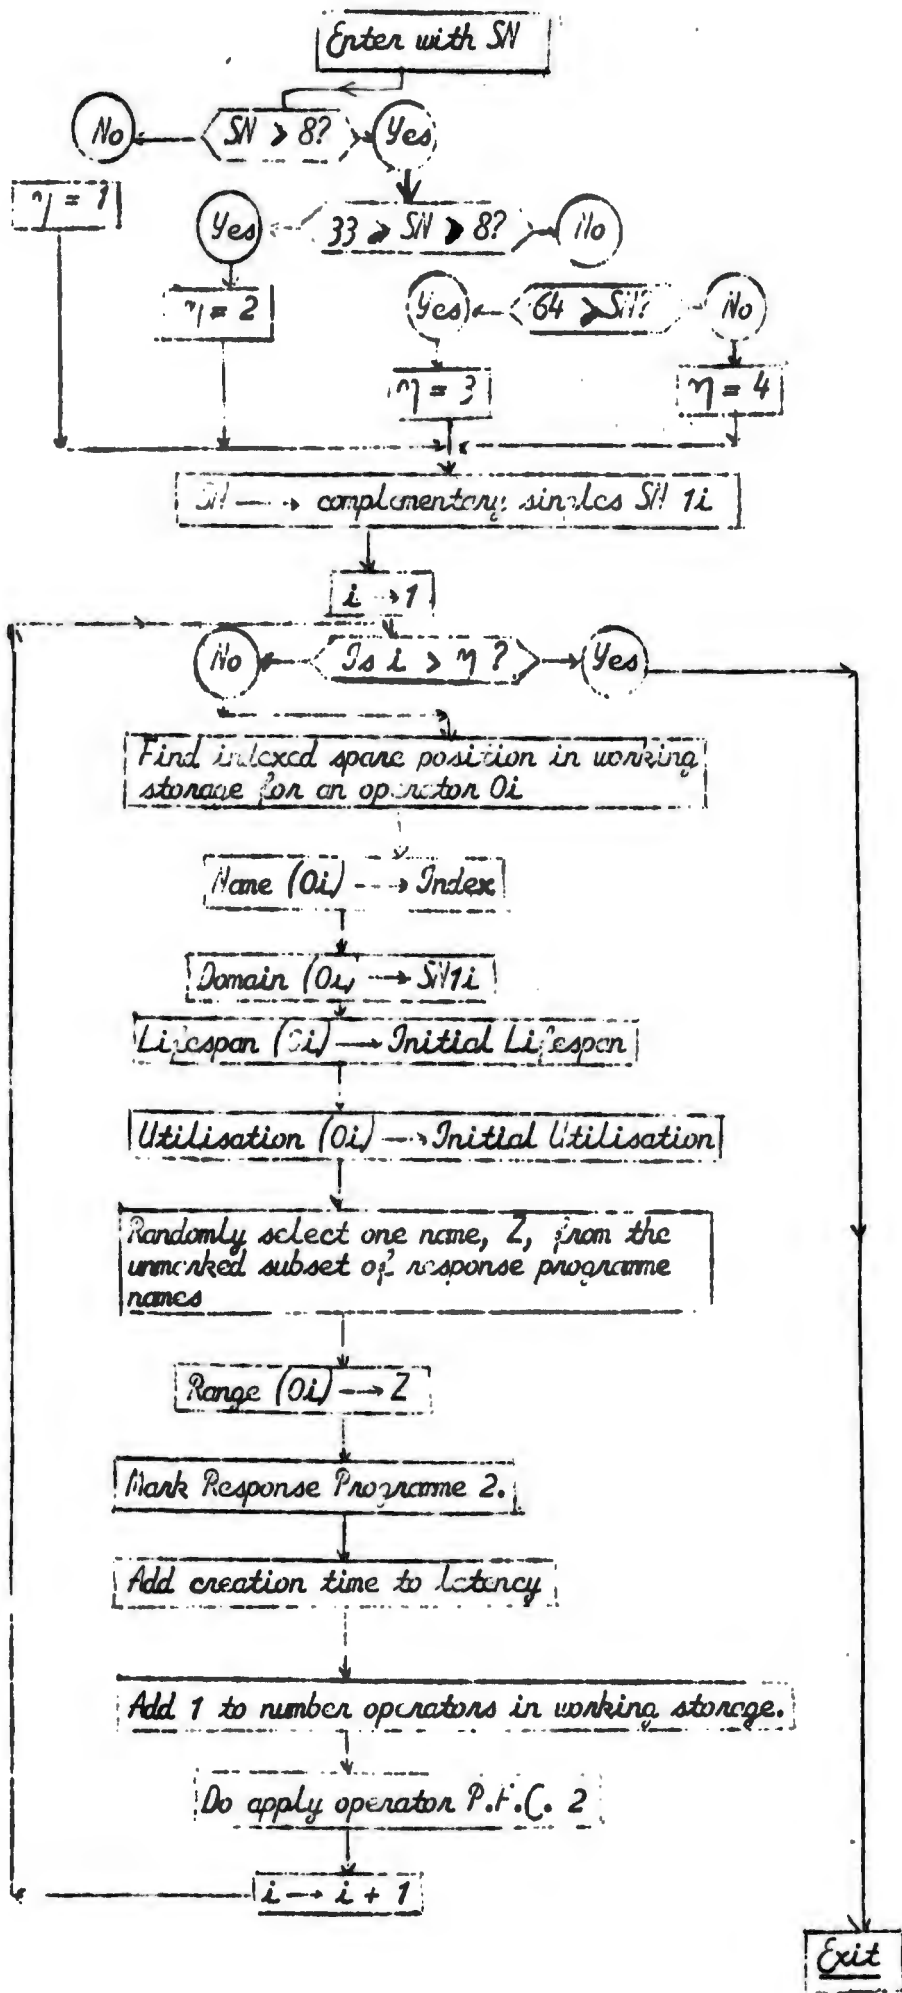 Enter with SN
No
SN > 8?
Yes
η = 1
Yes
33 ⩾ SN > 8?
No
η = 2
Yes
64 ⩾ SN?
No
η = 3
η = 4
SN → complementary singles SN 1i
i → 1
No
Is i > η ?
Yes
Find indexed spare position in working
storage for an operator Oi
Name (Oi) → Index
Domain (Oi) → SN1i
Lifespan (Oi) → Initial Lifespan
Utilisation (Oi) → Initial Utilisation
Randomly select one name, Z, from the
unmarked subset of response programme
names
Range (Oi) → Z
Mark Response Programme 2.
Add creation time to latency
Add 1 to number operators in working storage.
Do apply operator P.F.C. 2
i → i + 1
Exit